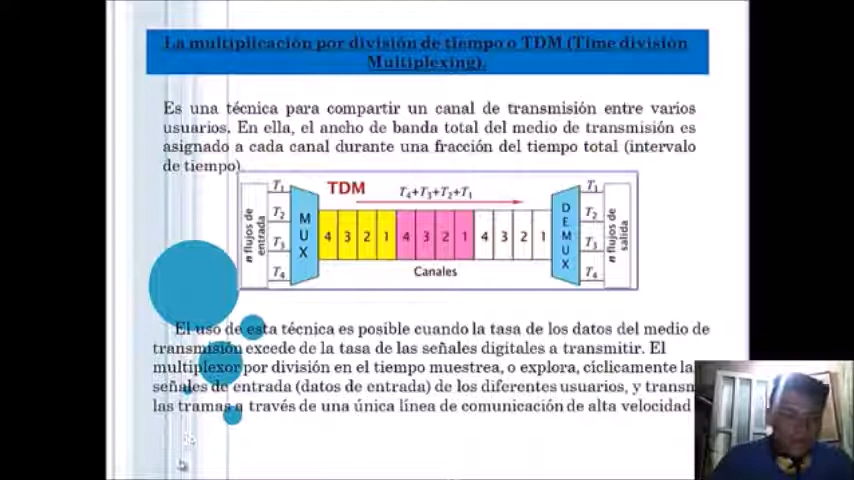 La multiplicación por división de tiempo o TDM (Time división
Multiplexing).
Es una técnica para compartir un canal de transmisión entre varios
usuarios. En ella, el ancho de banda total del medio de transmisión es
asignado a cada canal durante una fracción del tiempo total (intervalo
de tiempo)
TDM
T4+T3+T2+T1
n flujos de entrada
T1
T2
T3
T4
MUX
4 3 2 1 4 3 2 1 4 3 2 1
DEMUX
T1
T2
T3
T4
n flujos de salida
Canales
El uso de esta técnica es posible cuando la tasa de los datos del medio de
transmisión excede de la tasa de las señales digitales a transmitir. El
multiplexor por división en el tiempo muestrea, o explora, cíclicamente la
señales de entrada (datos de entrada) de los diferentes usuarios, y transm
las tramas a través de una única línea de comunicación de alta velocidad